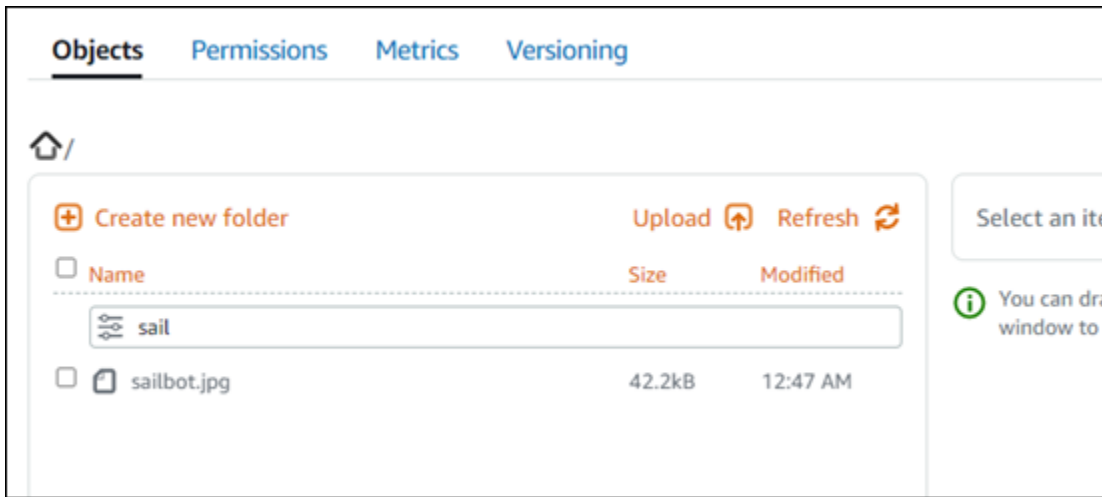 Objects Permissions Metrics Versioning
/
Create new folder Upload Refresh
Name Size Modified
sail
sailbot.jpg 42.2kB 12:47 AM
Select an ite
You can dra
window to